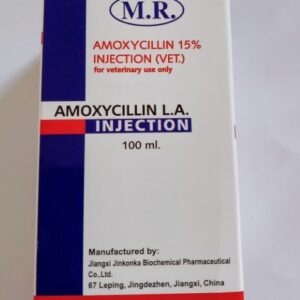 M.R.
AMOXYCILLIN 15%
INJECTION (VET.)
for veterinary use only
AMOXYCILLIN L.A.
INJECTION
100 ml.
Manufactured by:
Jiangxi Jinkonka Biochemical Pharmaceutical
Co.,Ltd.
67 Leping, Jingdezhen, Jiangxi, China